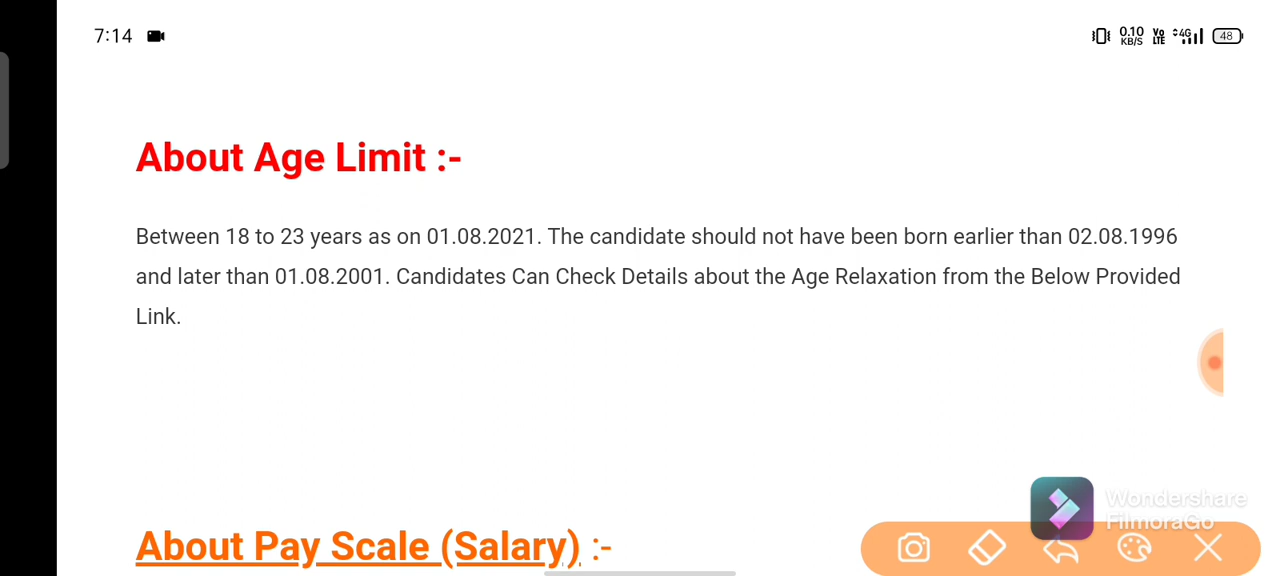 7:14
0.10
KB/S
Vo
LTE
4G
48
About Age Limit :-
Between 18 to 23 years as on 01.08.2021. The candidate should not have been born earlier than 02.08.1996
and later than 01.08.2001. Candidates Can Check Details about the Age Relaxation from the Below Provided
Link.
Wondershare
FilmoraGo
About Pay Scale (Salary) :-